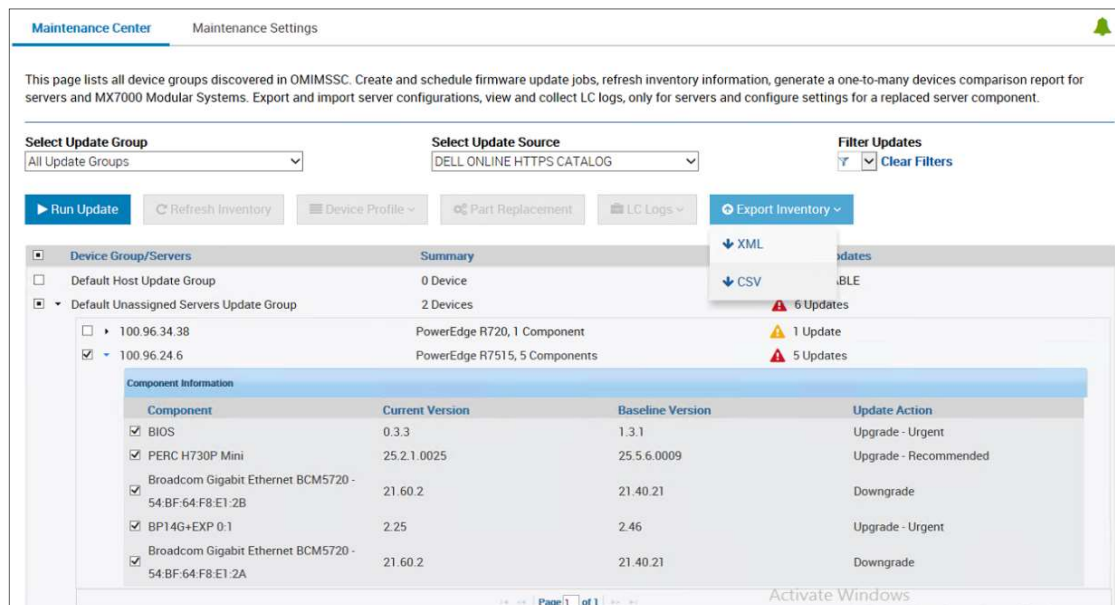 Maintenance Center Maintenance Settings
This page lists all device groups discovered in OMIMSSC. Create and schedule firmware update jobs, refresh inventory information, generate a one-to-many devices comparison report for
servers and MX7000 Modular Systems. Export and import server configurations, view and collect LC logs, only for servers and configure settings for a replaced server component.
Select Update Group Select Update Source Filter Updates
All Update Groups DELL ONLINE HTTPS CATALOG Clear Filters
Run Update Refresh Inventory Device Profile Part Replacement LC Logs Export Inventory
XML
CSV
Device Group/Servers Summary dates
Default Host Update Group 0 Device BLE
Default Unassigned Servers Update Group 2 Devices 6 Updates
100.96.34.38 PowerEdge R720, 1 Component 1 Update
100.96.24.6 PowerEdge R7515, 5 Components 5 Updates
Component Information
Component Current Version Baseline Version Update Action
BIOS 0.3.3 1.3.1 Upgrade - Urgent
PERC H730P Mini 25.2.1.0025 25.5.6.0009 Upgrade - Recommended
Broadcom Gigabit Ethernet BCM5720 -
54:BF:64:F8:E1:2B 21.60.2 21.40.21 Downgrade
BP14G+EXP 0:1 2.25 2.46 Upgrade - Urgent
Broadcom Gigabit Ethernet BCM5720 -
54:BF:64:F8:E1:2A 21.60.2 21.40.21 Downgrade
Page 1 of 1
Activate Windows